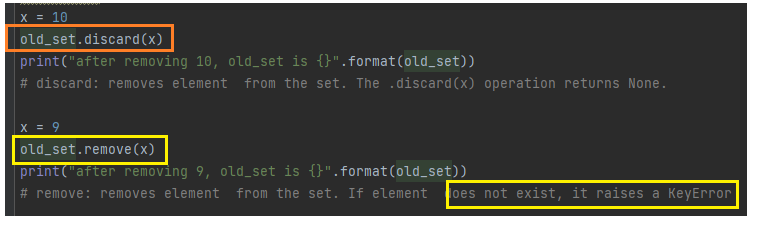 x = 10
old_set.discard(x)
print("after removing 10, old_set is {}".format(old_set))
# discard: removes element  from the set. The .discard(x) operation returns None.
x = 9
old_set.remove(x)
print("after removing 9, old_set is {}".format(old_set))
# remove: removes element  from the set. If element  does not exist, it raises a KeyError